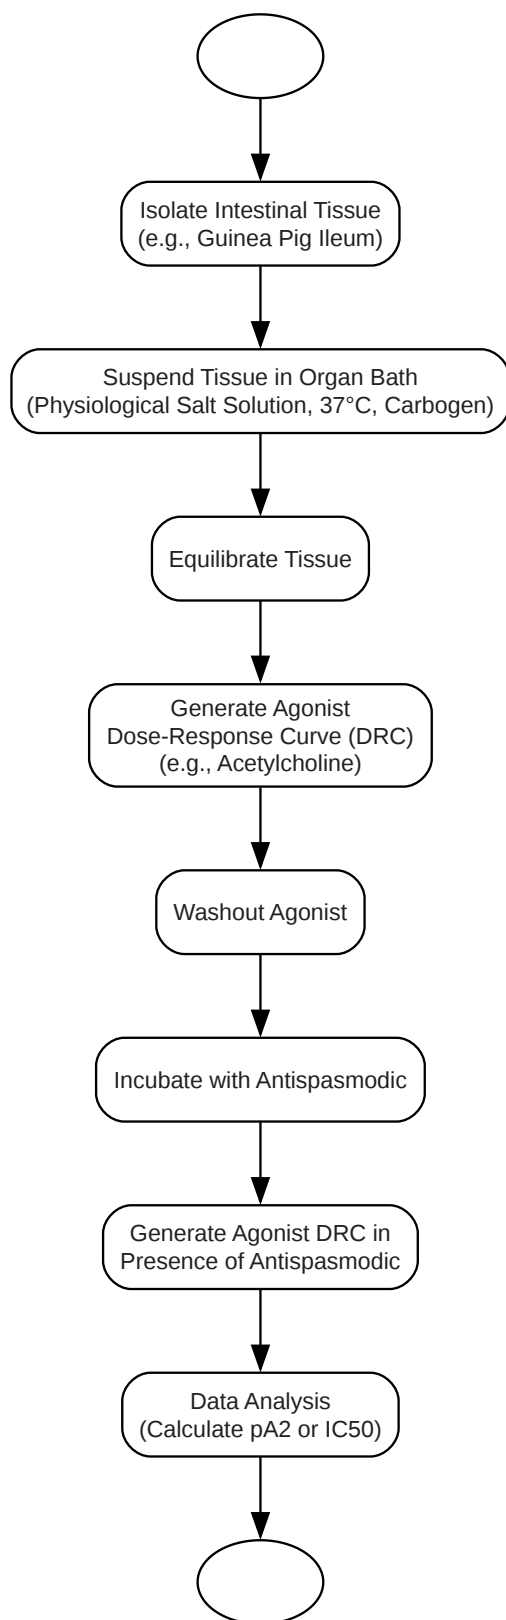 Isolate Intestinal Tissue
(e.g., Guinea Pig Ileum)
Suspend Tissue in Organ Bath
(Physiological Salt Solution, 37°C, Carbogen)
Equilibrate Tissue
Generate Agonist
Dose-Response Curve (DRC)
(e.g., Acetylcholine)
Washout Agonist
Incubate with Antispasmodic
Generate Agonist DRC in
Presence of Antispasmodic
Data Analysis
(Calculate pA2 or IC50)